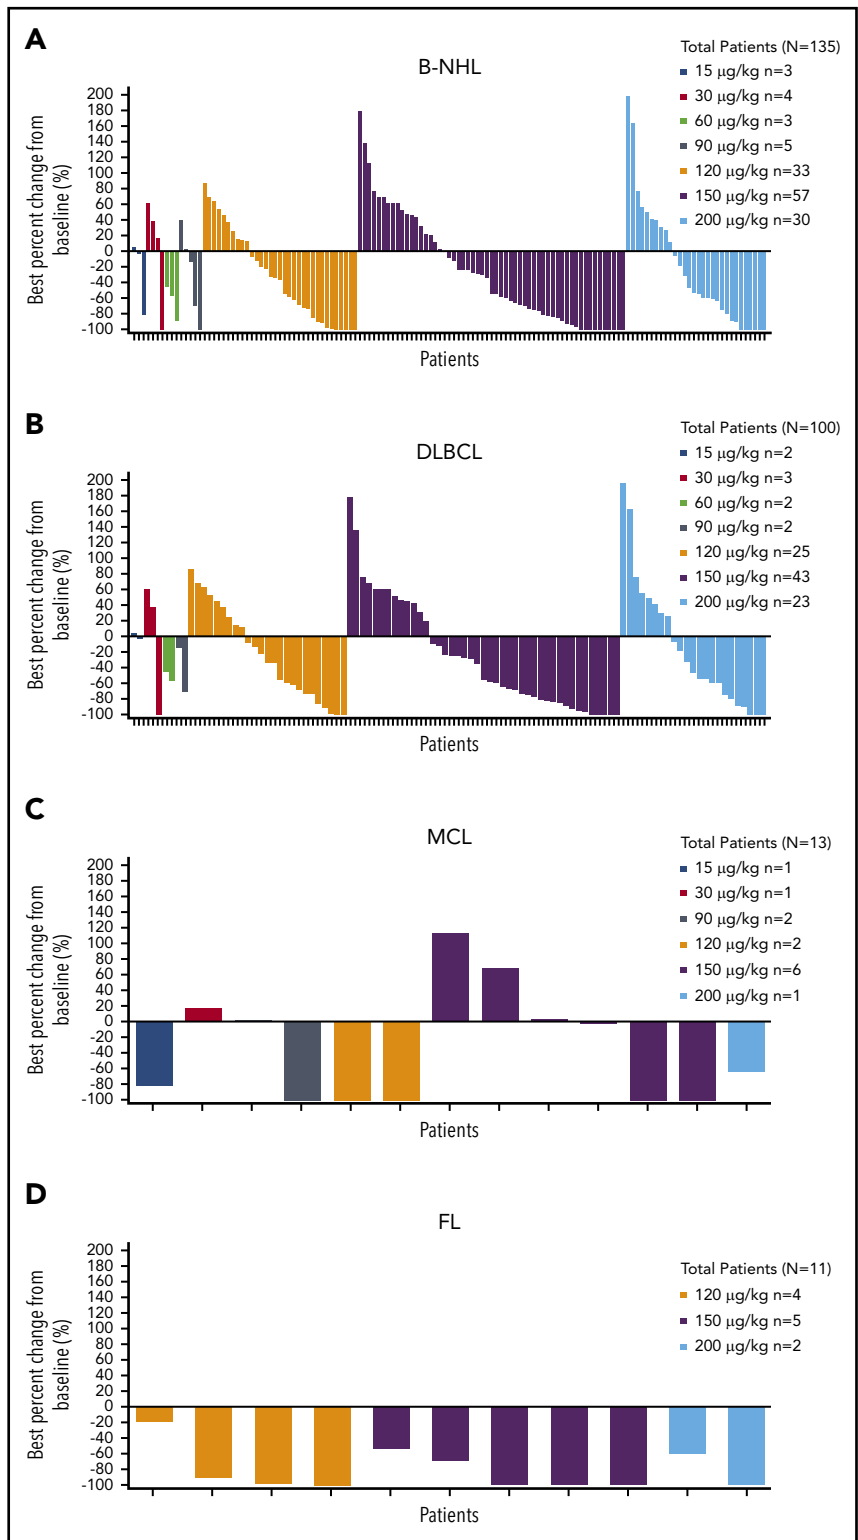 A
B-NHL
Total Patients (N=135)
15 µg/kg n=3
30 µg/kg n=4
60 µg/kg n=3
90 µg/kg n=5
120 µg/kg n=33
150 µg/kg n=57
200 µg/kg n=30
Best percent change from
baseline (%)
200
180
160
140
120
100
80
60
40
20
0
-20
-40
-60
-80
-100
Patients
B
DLBCL
Total Patients (N=100)
15 µg/kg n=2
30 µg/kg n=3
60 µg/kg n=2
90 µg/kg n=2
120 µg/kg n=25
150 µg/kg n=43
200 µg/kg n=23
Best percent change from
baseline (%)
200
180
160
140
120
100
80
60
40
20
0
-20
-40
-60
-80
-100
Patients
C
MCL
Total Patients (N=13)
15 µg/kg n=1
30 µg/kg n=1
90 µg/kg n=2
120 µg/kg n=2
150 µg/kg n=6
200 µg/kg n=1
Best percent change from
baseline (%)
200
180
160
140
120
100
80
60
40
20
0
-20
-40
-60
-80
-100
Patients
D
FL
Total Patients (N=11)
120 µg/kg n=4
150 µg/kg n=5
200 µg/kg n=2
Best percent change from
baseline (%)
200
180
160
140
120
100
80
60
40
20
0
-20
-40
-60
-80
-100
Patients